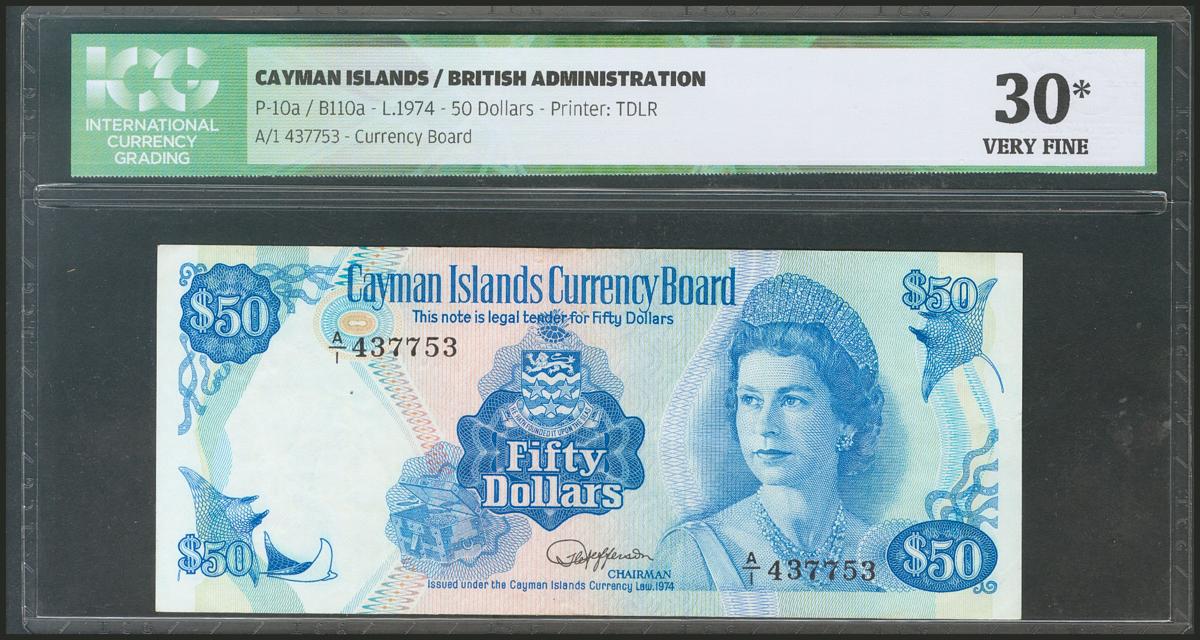 ICG
INTERNATIONAL
CURRENCY
GRADING
CAYMAN ISLANDS / BRITISH ADMINISTRATION
P-10a / B110a - L.1974 - 50 Dollars - Printer: TDLR
A/1 437753 - Currency Board
30*
VERY FINE
$50
Cayman Islands Currency Board
This note is legal tender for Fifty Dollars
A/1 437753
$50
Fifty
Dollars
$50
CHAIRMAN
Issued under the Cayman Islands Currency Law, 1974
A/1 437753
$50